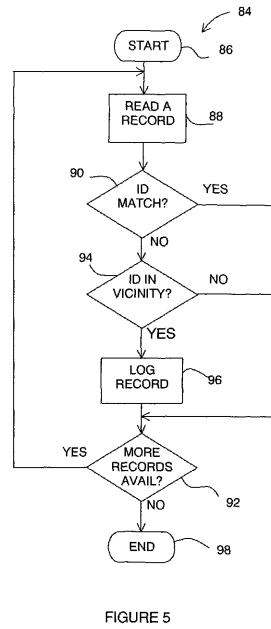 84
START
86
READ A
RECORD
88
90
ID
MATCH?
YES
NO
94
ID IN
VICINITY?
NO
YES
LOG
RECORD
96
YES
MORE
RECORDS
AVAIL?
92
NO
END
98
FIGURE 5